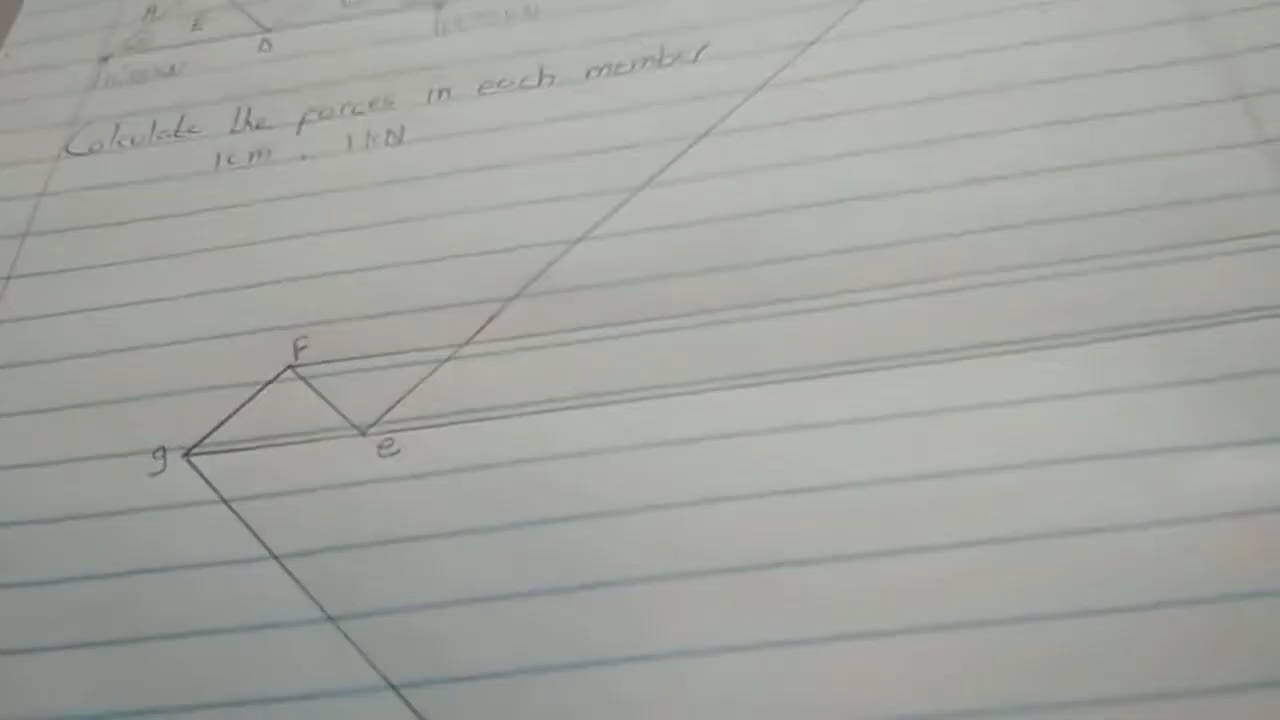 A
E
D
Calculate the forces in each member
1cm . 1kN
F
g
e